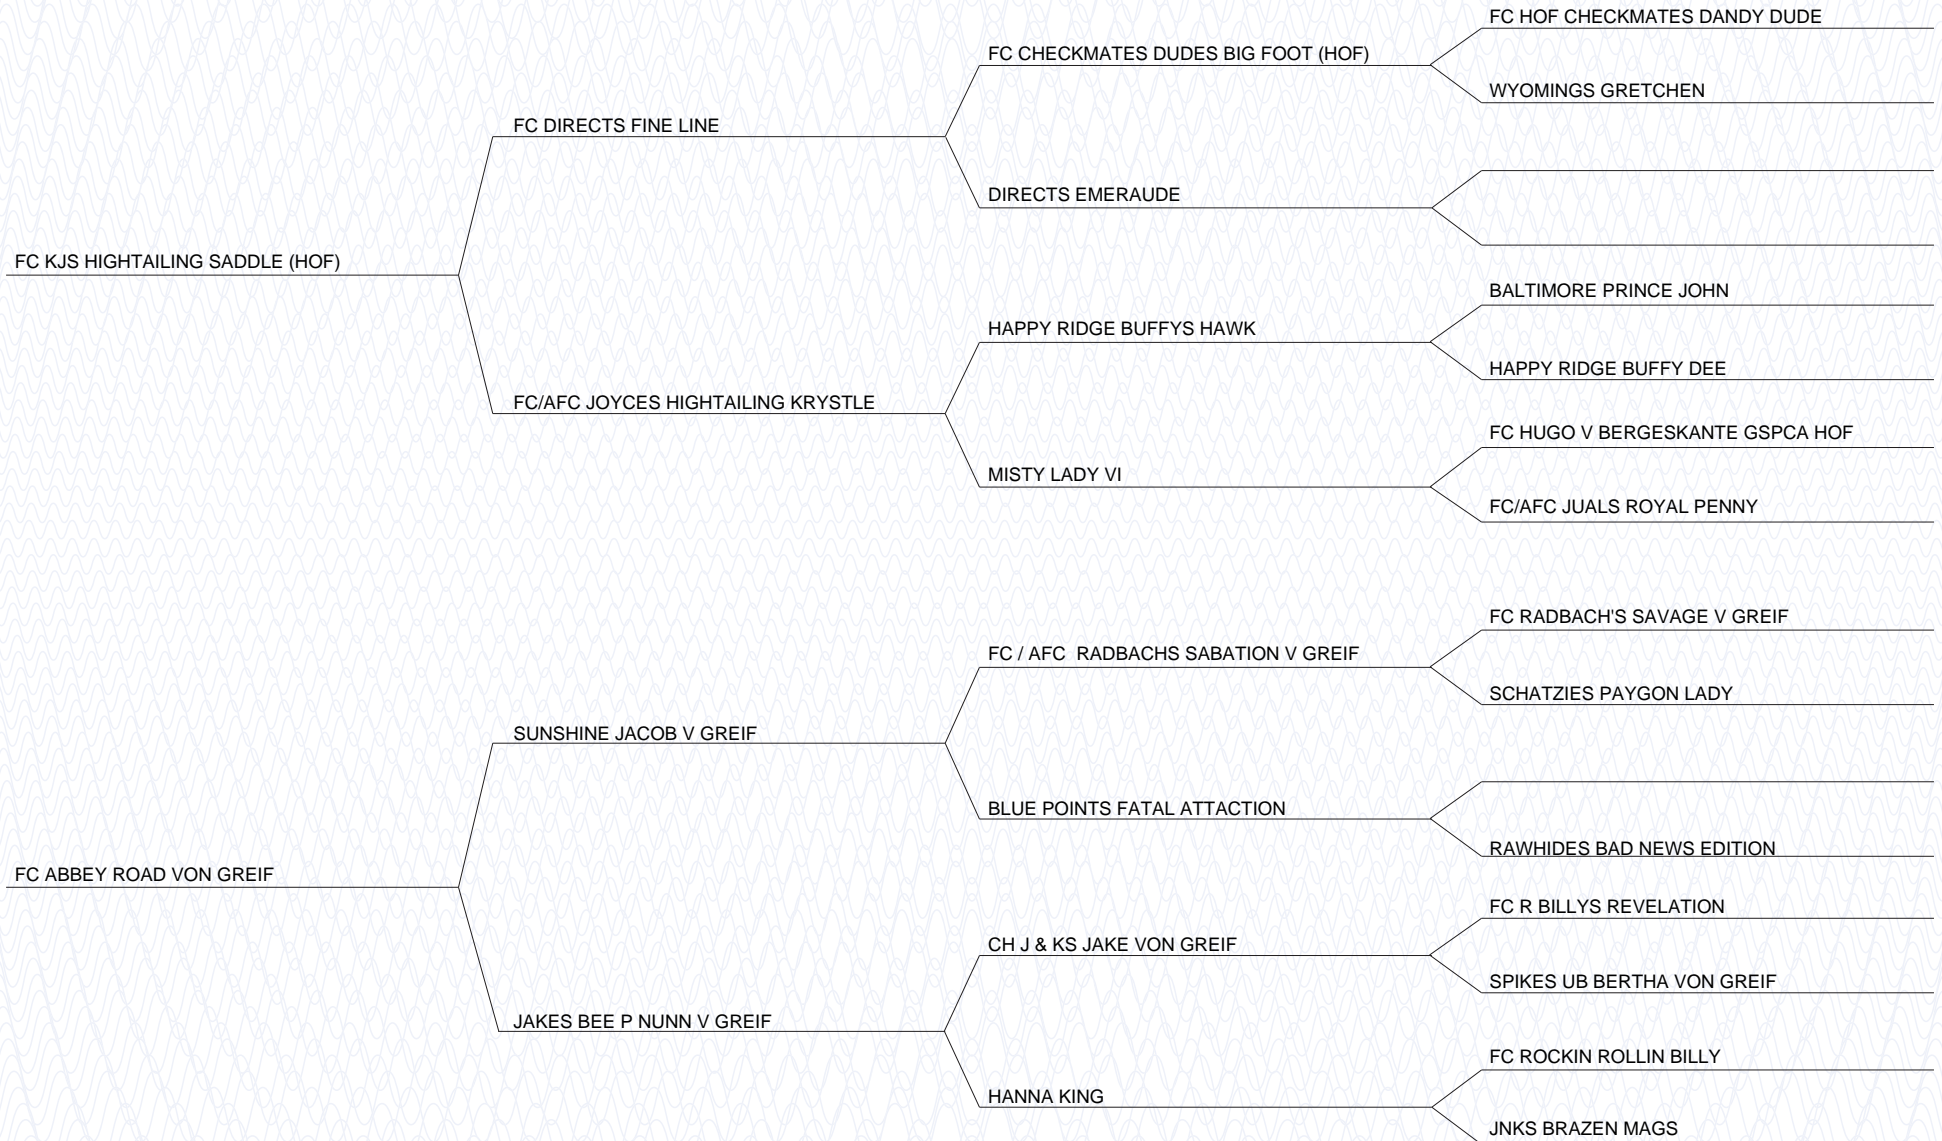 FC HOF CHECKMATES DANDY DUDE
FC CHECKMATES DUDES BIG FOOT (HOF)
WYOMINGS GRETCHEN
FC DIRECTS FINE LINE
DIRECTS EMERAUDE
FC KJS HIGHTAILING SADDLE (HOF)
BALTIMORE PRINCE JOHN
HAPPY RIDGE BUFFYS HAWK
HAPPY RIDGE BUFFY DEE
FC/AFC JOYCES HIGHTAILING KRYSTLE
FC HUGO V BERGESKANTE GSPCA HOF
MISTY LADY VI
FC/AFC JUALS ROYAL PENNY
FC RADBACH'S SAVAGE V GREIF
FC / AFC  RADBACHS SABATION V GREIF
SCHATZIES PAYGON LADY
SUNSHINE JACOB V GREIF
BLUE POINTS FATAL ATTACTION
RAWHIDES BAD NEWS EDITION
FC ABBEY ROAD VON GREIF
FC R BILLYS REVELATION
CH J & KS JAKE VON GREIF
SPIKES UB BERTHA VON GREIF
JAKES BEE P NUNN V GREIF
FC ROCKIN ROLLIN BILLY
HANNA KING
JNKS BRAZEN MAGS